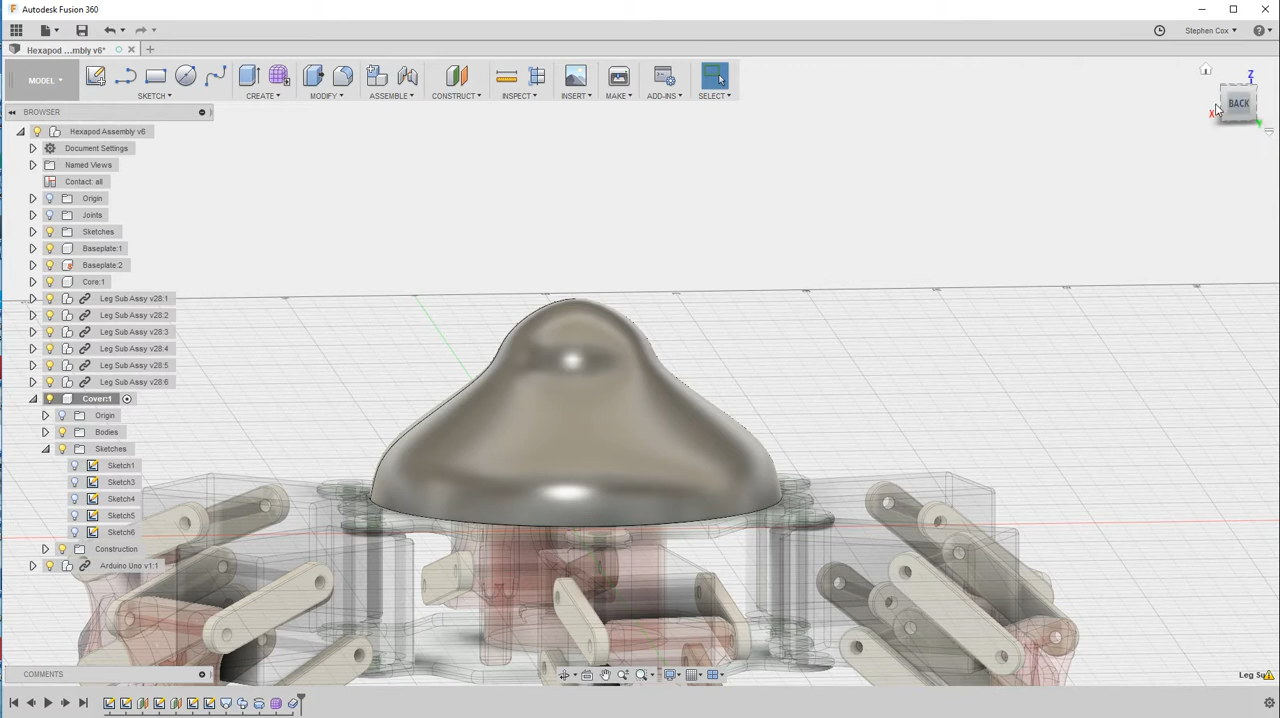 Autodesk Fusion 360
Stephen Cox
Hexapod ...mbly v6*
MODEL
SKETCH
CREATE
MODIFY
ASSEMBLE
CONSTRUCT
INSPECT
INSERT
MAKE
ADD-INS
SELECT
Z
BACK
X
Y
BROWSER
Hexapod Assembly v6
Document Settings
Named Views
Contact: all
Origin
Joints
Sketches
Baseplate:1
Baseplate:2
Core:1
Leg Sub Assy v28:1
Leg Sub Assy v28:2
Leg Sub Assy v28:3
Leg Sub Assy v28:4
Leg Sub Assy v28:5
Leg Sub Assy v28:6
Cover:1
Origin
Bodies
Sketches
Sketch1
Sketch3
Sketch4
Sketch5
Sketch6
Construction
Arduino Uno v1:1
COMMENTS
Leg Su